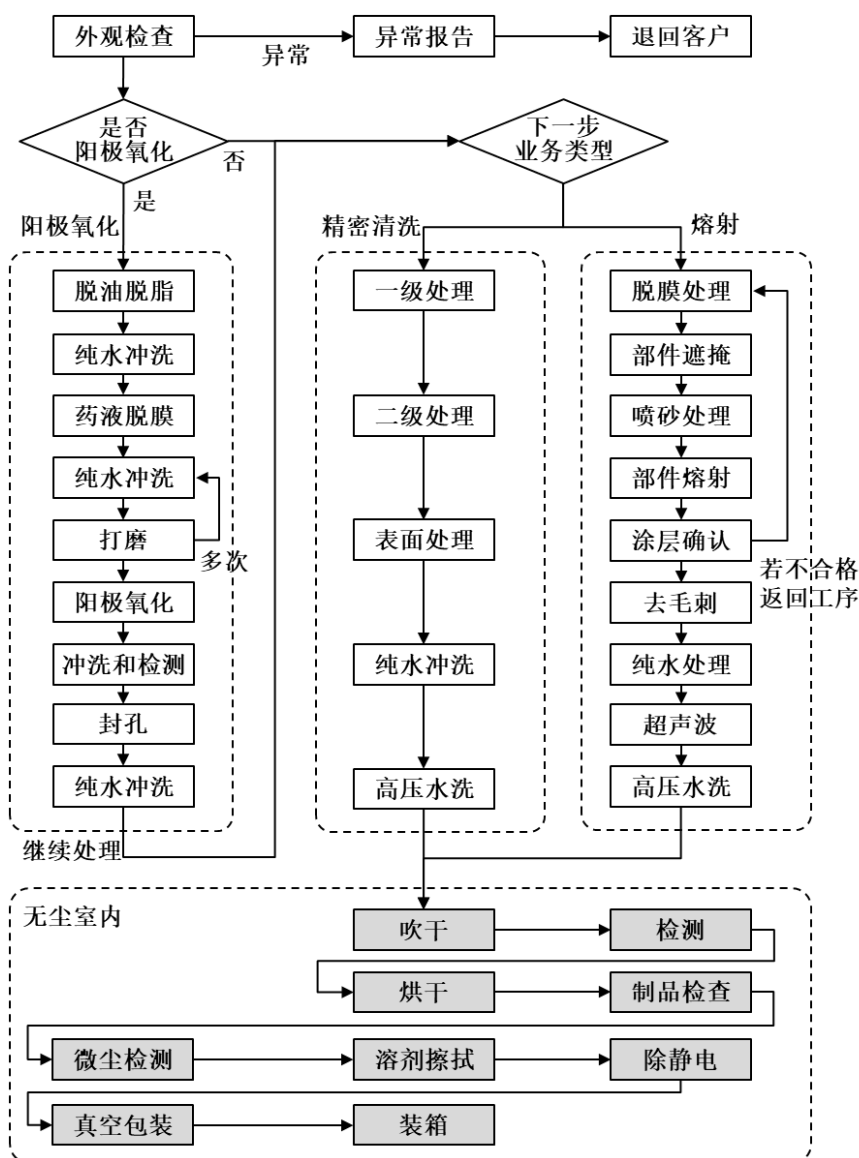 外观检查
异常
异常报告
退回客户
是否
阳极氧化
否
是
下一步
业务类型
阳极氧化
脱油脱脂
纯水冲洗
药液脱膜
纯水冲洗
打磨
多次
阳极氧化
冲洗和检测
封孔
纯水冲洗
继续处理
精密清洗
一级处理
二级处理
表面处理
纯水冲洗
高压水洗
熔射
脱膜处理
部件遮掩
喷砂处理
部件熔射
涂层确认
若不合格
返回工序
去毛刺
纯水处理
超声波
高压水洗
无尘室内
吹干
检测
烘干
制品检查
微尘检测
溶剂擦拭
除静电
真空包装
装箱